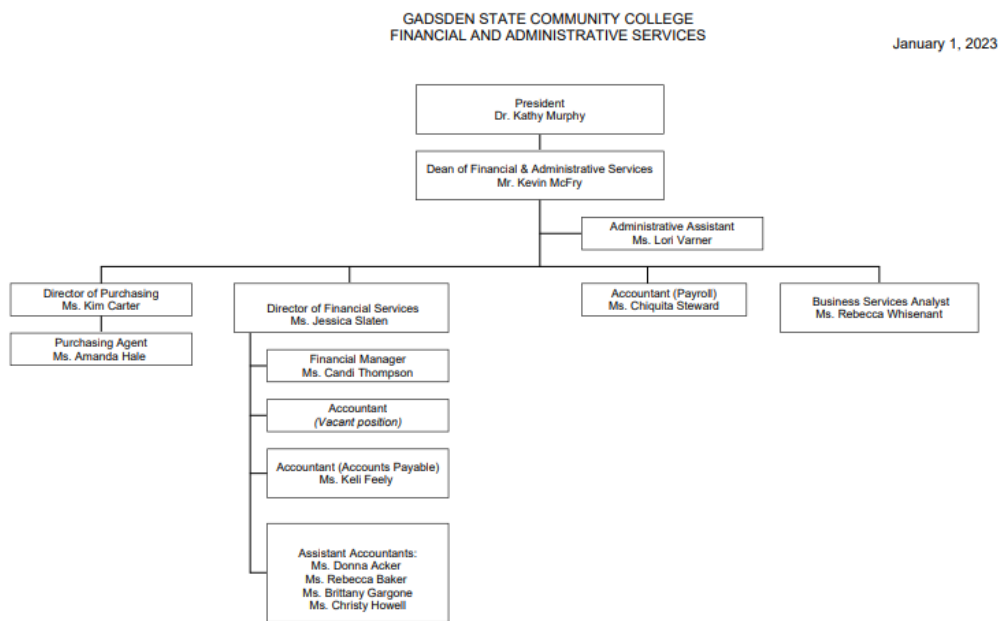 GADSDEN STATE COMMUNITY COLLEGE
FINANCIAL AND ADMINISTRATIVE SERVICES
January 1, 2023
President
Dr. Kathy Murphy
Dean of Financial & Administrative Services
Mr. Kevin McFry
Administrative Assistant
Ms. Lori Varner
Director of Purchasing
Ms. Kim Carter
Purchasing Agent
Ms. Amanda Hale
Director of Financial Services
Ms. Jessica Slaten
Financial Manager
Ms. Candi Thompson
Accountant
(Vacant position)
Accountant (Accounts Payable)
Ms. Keli Feely
Assistant Accountants:
Ms. Donna Acker
Ms. Rebecca Baker
Ms. Brittany Gargone
Ms. Christy Howell
Accountant (Payroll)
Ms. Chiquita Steward
Business Services Analyst
Ms. Rebecca Whisenant